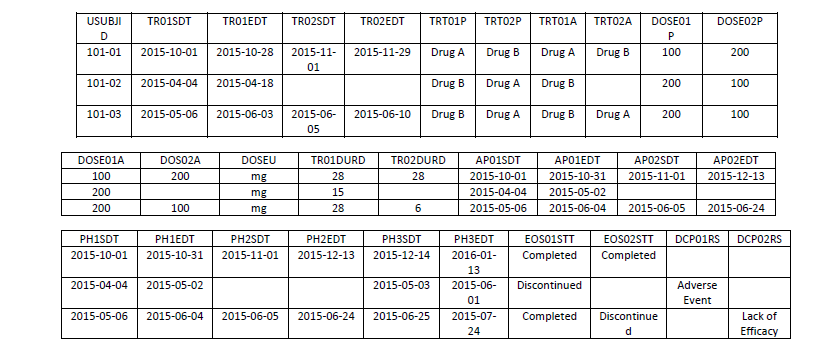 USUBJI D TR01SDT TR01EDT TR02SDT TR02EDT TRT01P TRT02P TRT01A TRT02A DOSE01 P DOSE02P
101-01 2015-10-01 2015-10-28 2015-11- 01 2015-11-29 Drug A Drug B Drug A Drug B 100 200
101-02 2015-04-04 2015-04-18 Drug B Drug A Drug B 200 100
101-03 2015-05-06 2015-06-03 2015-06- 05 2015-06-10 Drug B Drug A Drug B Drug A 200 100
DOSE01A DOS02A DOSEU TR01DURD TR02DURD AP01SDT AP01EDT AP02SDT AP02EDT
100 200 mg 28 28 2015-10-01 2015-10-31 2015-11-01 2015-12-13
200 mg 15 2015-04-04 2015-05-02
200 100 mg 28 6 2015-05-06 2015-06-04 2015-06-05 2015-06-24
PH1SDT PH1EDT PH2SDT PH2EDT PH3SDT PH3EDT EOS01STT EOS02STT DCP01RS DCP02RS
2015-10-01 2015-10-31 2015-11-01 2015-12-13 2015-12-14 2016-01- 13 Completed Completed
2015-04-04 2015-05-02 2015-05-03 2015-06- 01 Discontinued Adverse Event
2015-05-06 2015-06-04 2015-06-05 2015-06-24 2015-06-25 2015-07- 24 Completed Discontinue d Lack of Efficacy